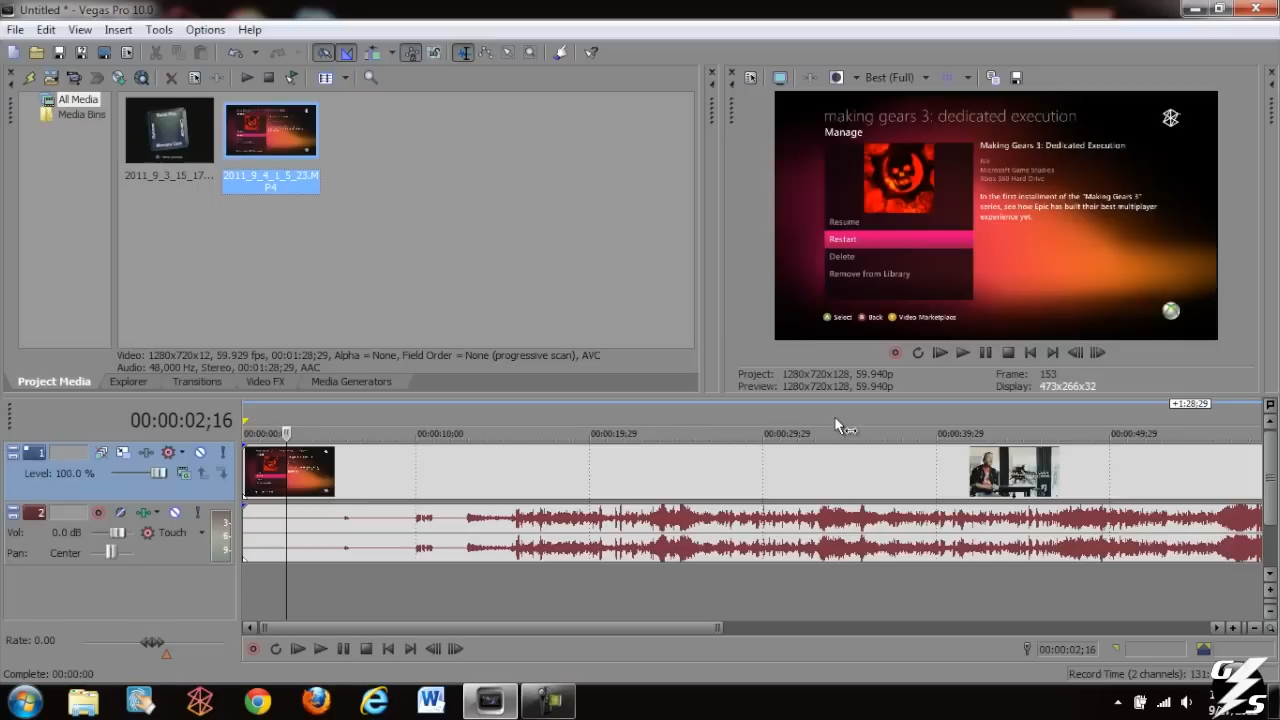 Untitled * - Vegas Pro 10.0
File Edit View Insert Tools Options Help
All Media
Media Bins
2011_9_3_15_17...
2011_9_4_1_5_23.M
P4
Best (Full)
making gears 3: dedicated execution
Manage
Resume
Restart
Delete
Remove from Library
Making Gears 3: Dedicated Execution
Microsoft Game Studios
Xbox 360 Hard Drive
In the first installment of the "Making Gears 3"
series, see how Epic has built their best multiplayer
experience yet.
A Select B Back Y Video Marketplace
Video: 1280x720x12, 59.929 fps, 00:01:28;29, Alpha = None, Field Order = None (progressive scan), AVC
Audio: 48,000 Hz, Stereo, 00:01:28;29, AAC
Project Media Explorer Transitions Video FX Media Generators
Project: 1280x720x128, 59.940p
Preview: 1280x720x128, 59.940p
Frame: 153
Display: 473x266x32
00:00:02;16
+1:28;29
00:00:00 00:00:10;00 00:00:19;29 00:00:29;29 00:00:39;29 00:00:49;29
1
Level: 100.0 %
2
Vol: 0.0 dB Touch
Pan: Center
3-
6-
9-
Rate: 0.00
00:00:02;16
Complete: 00:00:00
Record Time (2 channels): 131:
GS